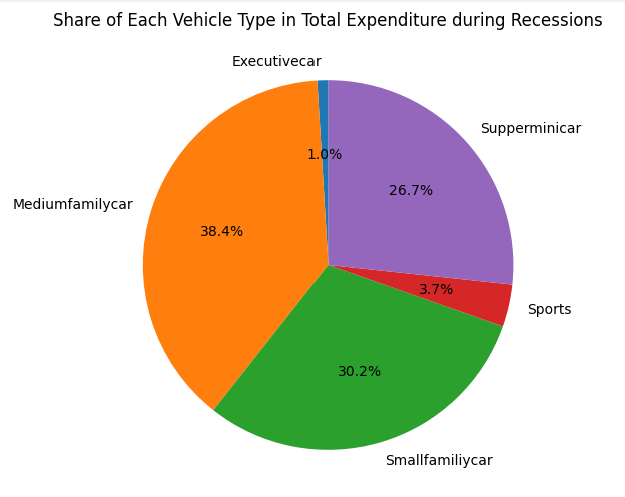 Share of Each Vehicle Type in Total Expenditure during Recessions
Executivecar
1.0%
Supperminicar
26.7%
Mediumfamilycar
38.4%
3.7%
Sports
30.2%
Smallfamiliycar